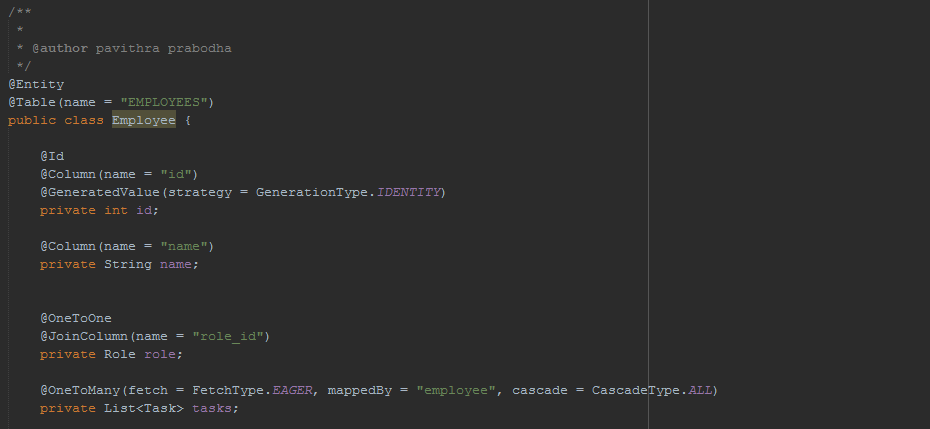 /**
 *
 * @author pavithra prabodha
 */
@Entity
@Table(name = "EMPLOYEES")
public class Employee {
    @Id
    @Column(name = "id")
    @GeneratedValue(strategy = GenerationType.IDENTITY)
    private int id;
    @Column(name = "name")
    private String name;
    @OneToOne
    @JoinColumn(name = "role_id")
    private Role role;
    @OneToMany(fetch = FetchType.EAGER, mappedBy = "employee", cascade = CascadeType.ALL)
    private List<Task> tasks;